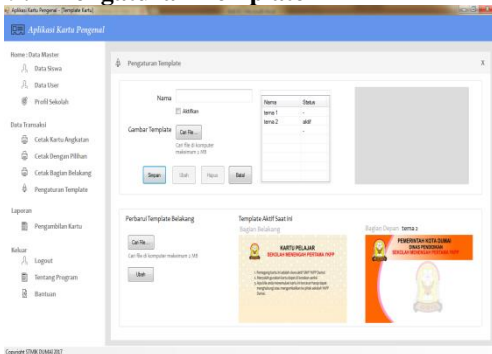 Aplikasi Kartu Pengenal - [Template Kartu]
Aplikasi Kartu Pengenal
Home : Data Master
Data Siswa
Data User
Profil Sekolah
Data Transaksi
Cetak Kartu Angkatan
Cetak Dengan Pilihan
Cetak Bagian Belakang
Pengaturan Template
Laporan
Pengambilan Kartu
Keluar
Logout
Tentang Program
Bantuan
Pengaturan Template
X
Nama
Aktifkan
Gambar Template
Cari File ...
Cari file di komputer
maksimum 2 MB
Simpan
Ubah
Hapus
Batal
Nama Status
tema 1 -
tema 2 aktif
-
Perbarui Template Belakang
Cari File ...
Cari file di komputer maksimum 2 MB
Ubah
Template Aktif Saat Ini
Bagian Belakang
KARTU PELAJAR
SEKOLAH MENENGAH PERTAMA YKPP
Bagian Depan tema 2
PEMERINTAH KOTA DUMAI
DINAS PENDIDIKAN
SEKOLAH MENENGAH PERTAMA YKPP
Copyright STMIK DUMAI 2017